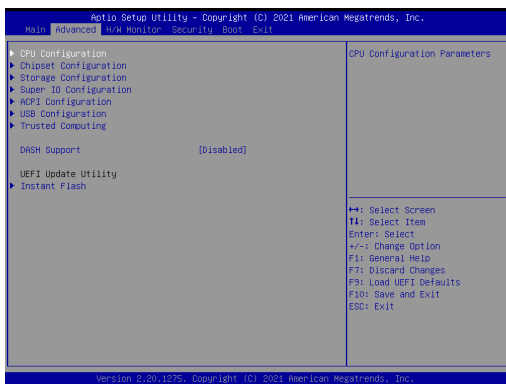 Aptio Setup Utility – Copyright (C) 2021 American Megatrends, Inc.
Main Advanced H/W Monitor Security Boot Exit
CPU Configuration
Chipset Configuration
Storage Configuration
Super IO Configuration
ACPI Configuration
USB Configuration
Trusted Computing
DASH Support [Disabled]
UEFI Update Utility
Instant Flash
CPU Configuration Parameters
↔: Select Screen
↑↓: Select Item
Enter: Select
+/-: Change Option
F1: General Help
F7: Discard Changes
F9: Load UEFI Defaults
F10: Save and Exit
ESC: Exit
Version 2.20.1275. Copyright (C) 2021 American Megatrends, Inc.